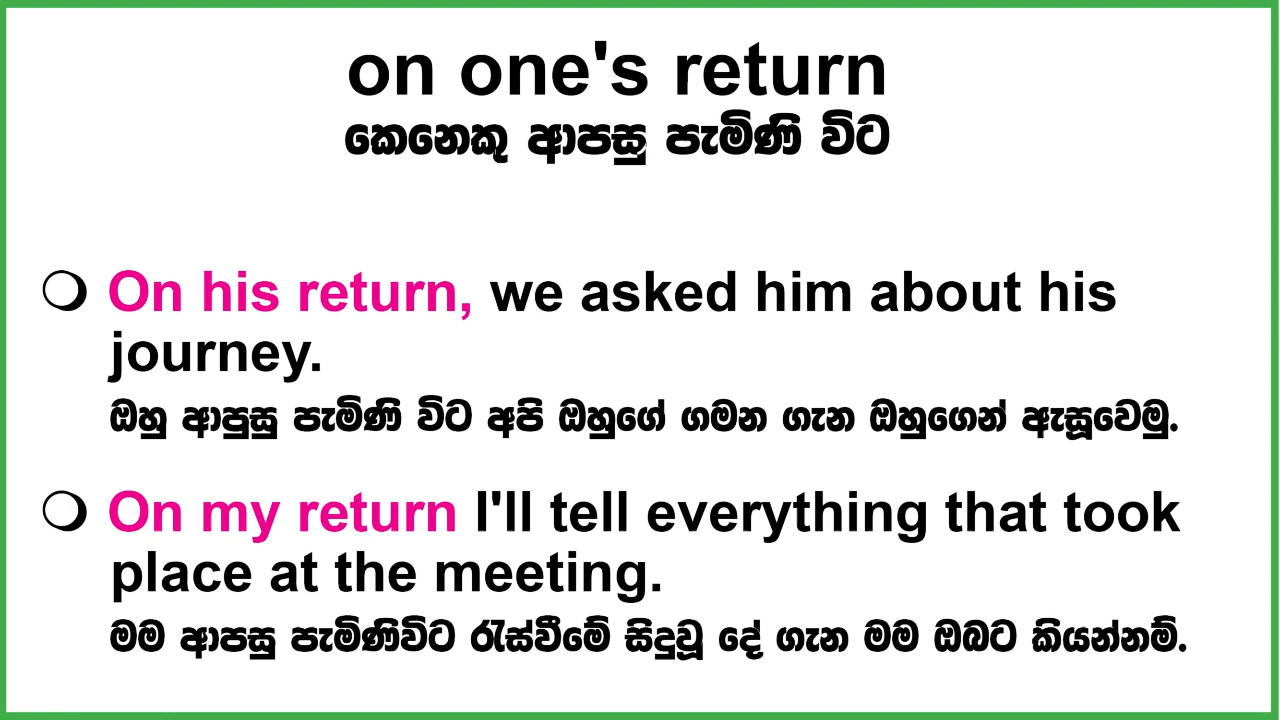 on one's return
කෙනෙකු ආපසු පැමිණි විට
On his return, we asked him about his
journey.
ඔහු ආපුසු පැමිණි විට අපි ඔහුගේ ගමන ගැන ඔහුගෙන් ඇසූවෙමු.
On my return I'll tell everything that took
place at the meeting.
මම ආපසු පැමිණිවිට රැස්වීමේ සිදුවූ දේ ගැන මම ඔබට කියන්නම්.